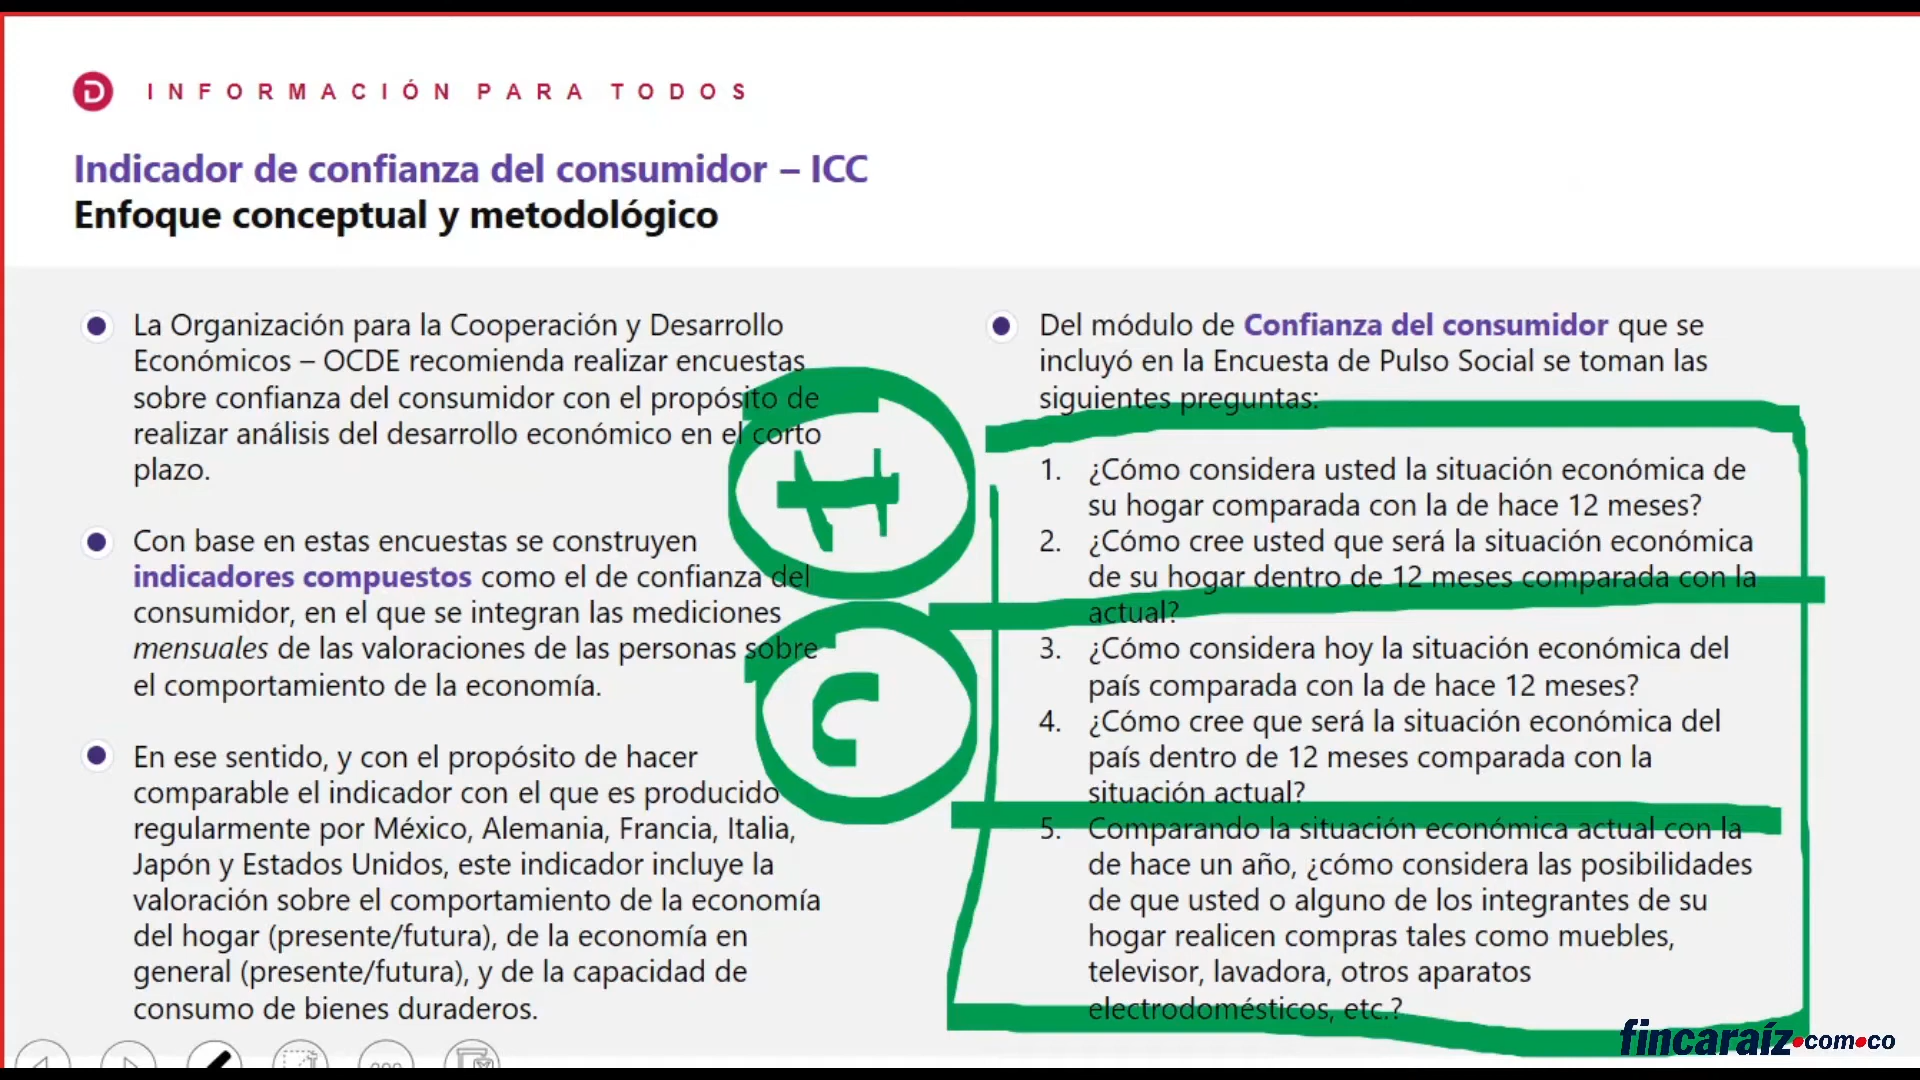 INFORMACIÓN PARA TODOS
Indicador de confianza del consumidor – ICC
Enfoque conceptual y metodológico
La Organización para la Cooperación y Desarrollo
Económicos – OCDE recomienda realizar encuestas
sobre confianza del consumidor con el propósito de
realizar análisis del desarrollo económico en el corto
plazo.
Con base en estas encuestas se construyen
indicadores compuestos como el de confianza del
consumidor, en el que se integran las mediciones
mensuales de las valoraciones de las personas sobre
el comportamiento de la economía.
En ese sentido, y con el propósito de hacer
comparable el indicador con el que es producido
regularmente por México, Alemania, Francia, Italia,
Japón y Estados Unidos, este indicador incluye la
valoración sobre el comportamiento de la economía
del hogar (presente/futura), de la economía en
general (presente/futura), y de la capacidad de
consumo de bienes duraderos.
Del módulo de Confianza del consumidor que se
incluyó en la Encuesta de Pulso Social se toman las
siguientes preguntas:
1. ¿Cómo considera usted la situación económica de
su hogar comparada con la de hace 12 meses?
2. ¿Cómo cree usted que será la situación económica
de su hogar dentro de 12 meses comparada con la
actual?
3. ¿Cómo considera hoy la situación económica del
país comparada con la de hace 12 meses?
4. ¿Cómo cree que será la situación económica del
país dentro de 12 meses comparada con la
situación actual?
5. Comparando la situación económica actual con la
de hace un año, ¿cómo considera las posibilidades
de que usted o alguno de los integrantes de su
hogar realicen compras tales como muebles,
televisor, lavadora, otros aparatos
electrodomésticos, etc.?
fincaraíz.com.co